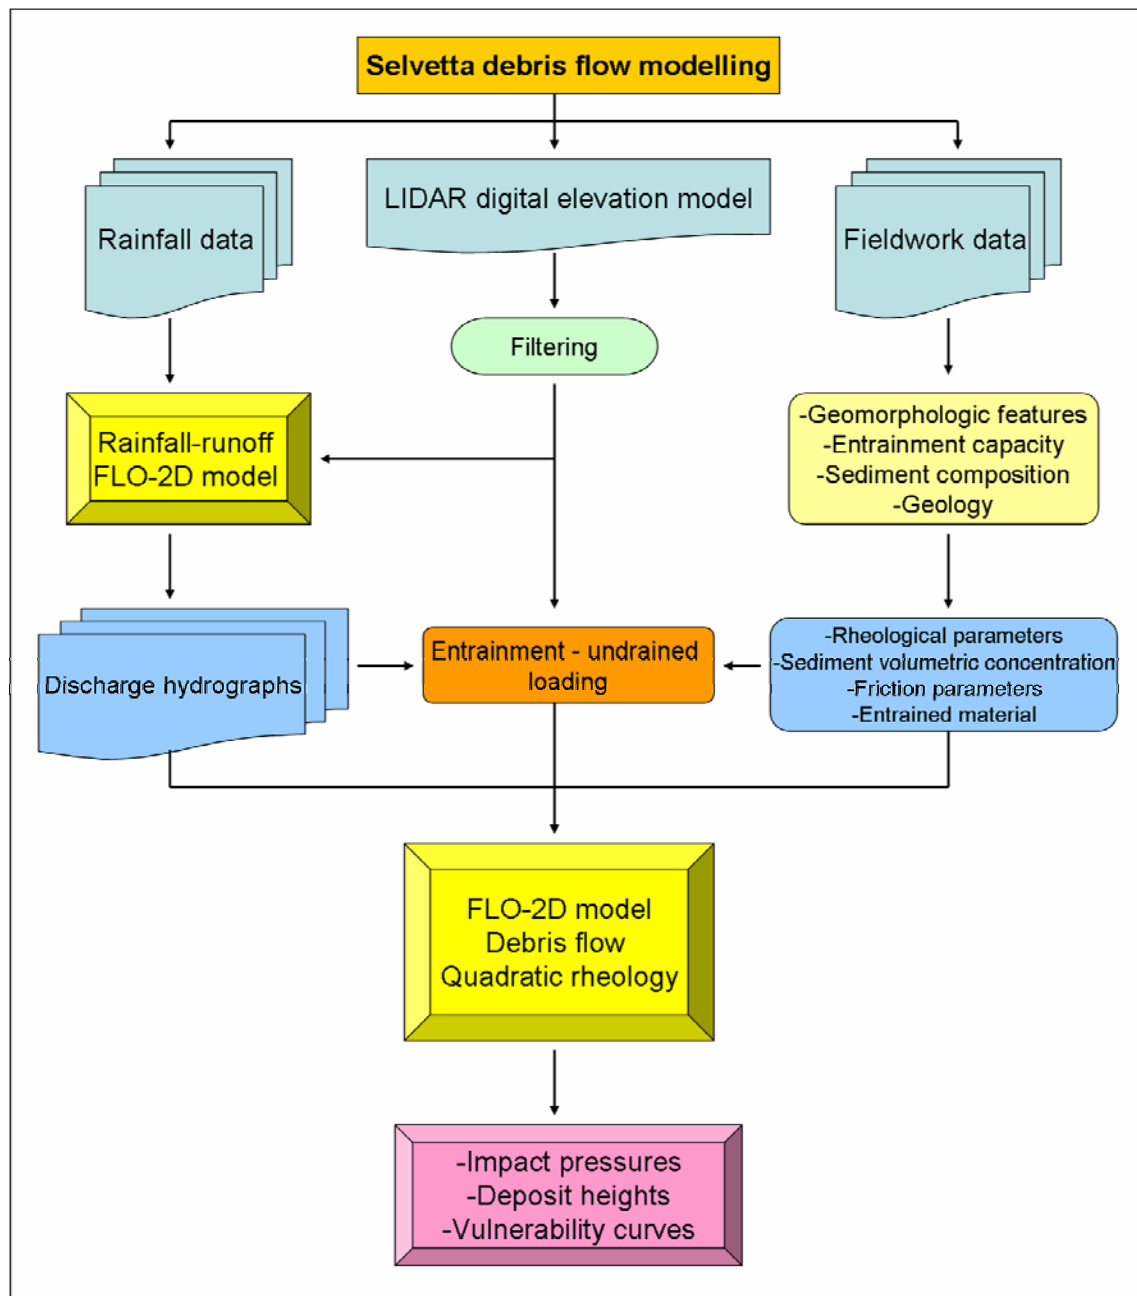 Selvetta debris flow modelling
Rainfall data
LIDAR digital elevation model
Fieldwork data
Filtering
Rainfall-runoff
FLO-2D model
-Geomorphologic features
-Entrainment capacity
-Sediment composition
-Geology
Discharge hydrographs
Entrainment - undrained
loading
-Rheological parameters
-Sediment volumetric concentration
-Friction parameters
-Entrained material
FLO-2D model
Debris flow
Quadratic rheology
-Impact pressures
-Deposit heights
-Vulnerability curves